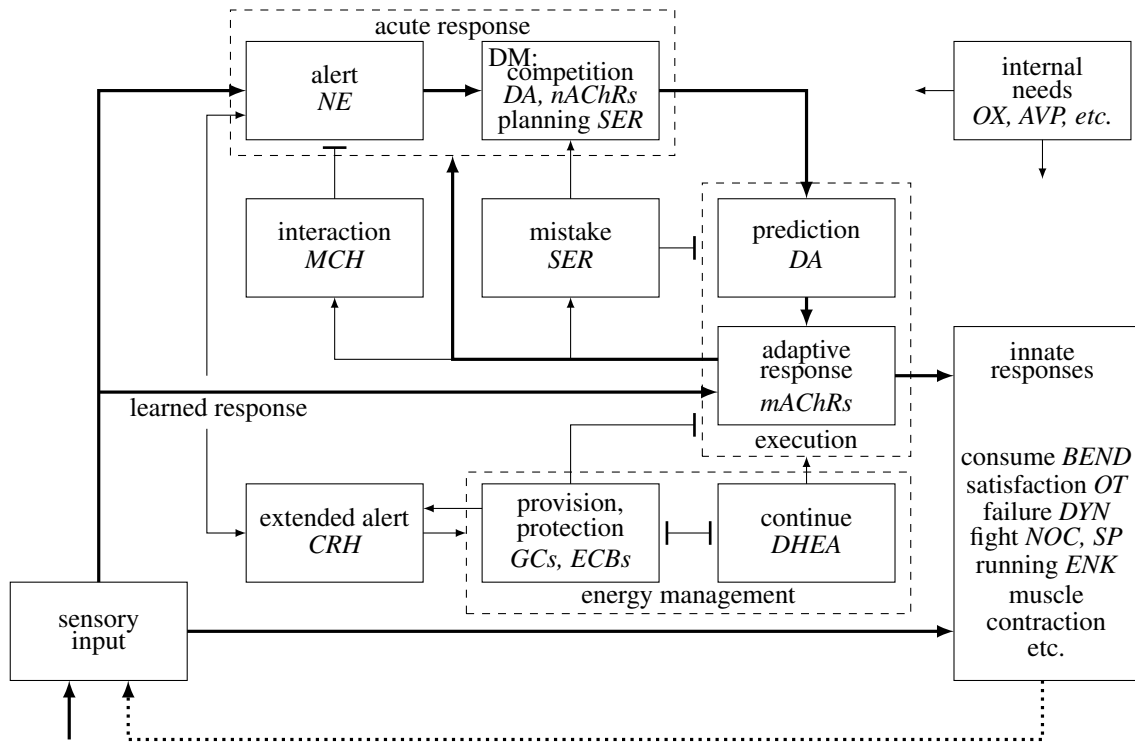 acute response
alert
NE
DM:
competition
DA, nAChRs
planning SER
internal
needs
OX, AVP, etc.
interaction
MCH
mistake
SER
prediction
DA
adaptive
response
mAChRs
execution
innate
responses
consume BEND
satisfaction OT
failure DYN
fight NOC, SP
running ENK
muscle
contraction
etc.
learned response
extended alert
CRH
provision,
protection
GCs, ECBs
continue
DHEA
energy management
sensory
input